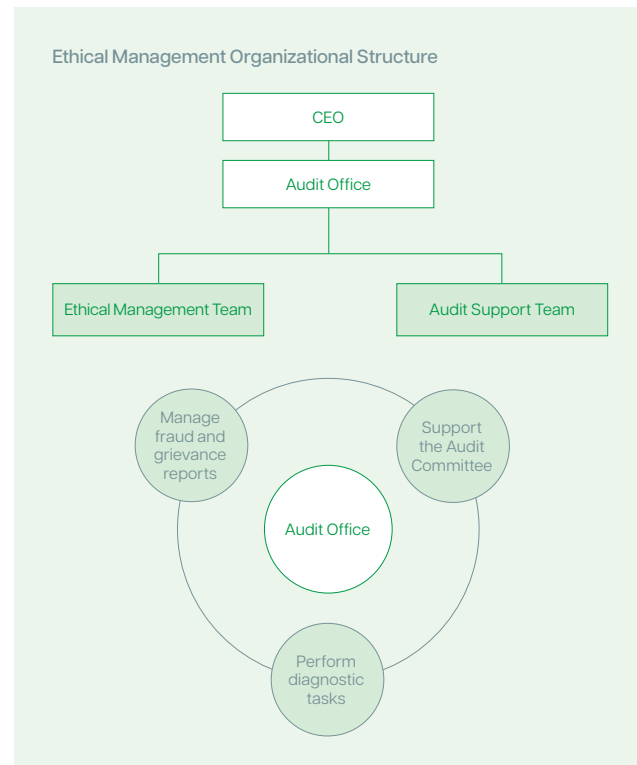 Ethical Management Organizational Structure
CEO
Audit Office
Ethical Management Team
Audit Support Team
Manage
fraud and
grievance
reports
Support
the Audit
Committee
Audit Office
Perform
diagnostic
tasks